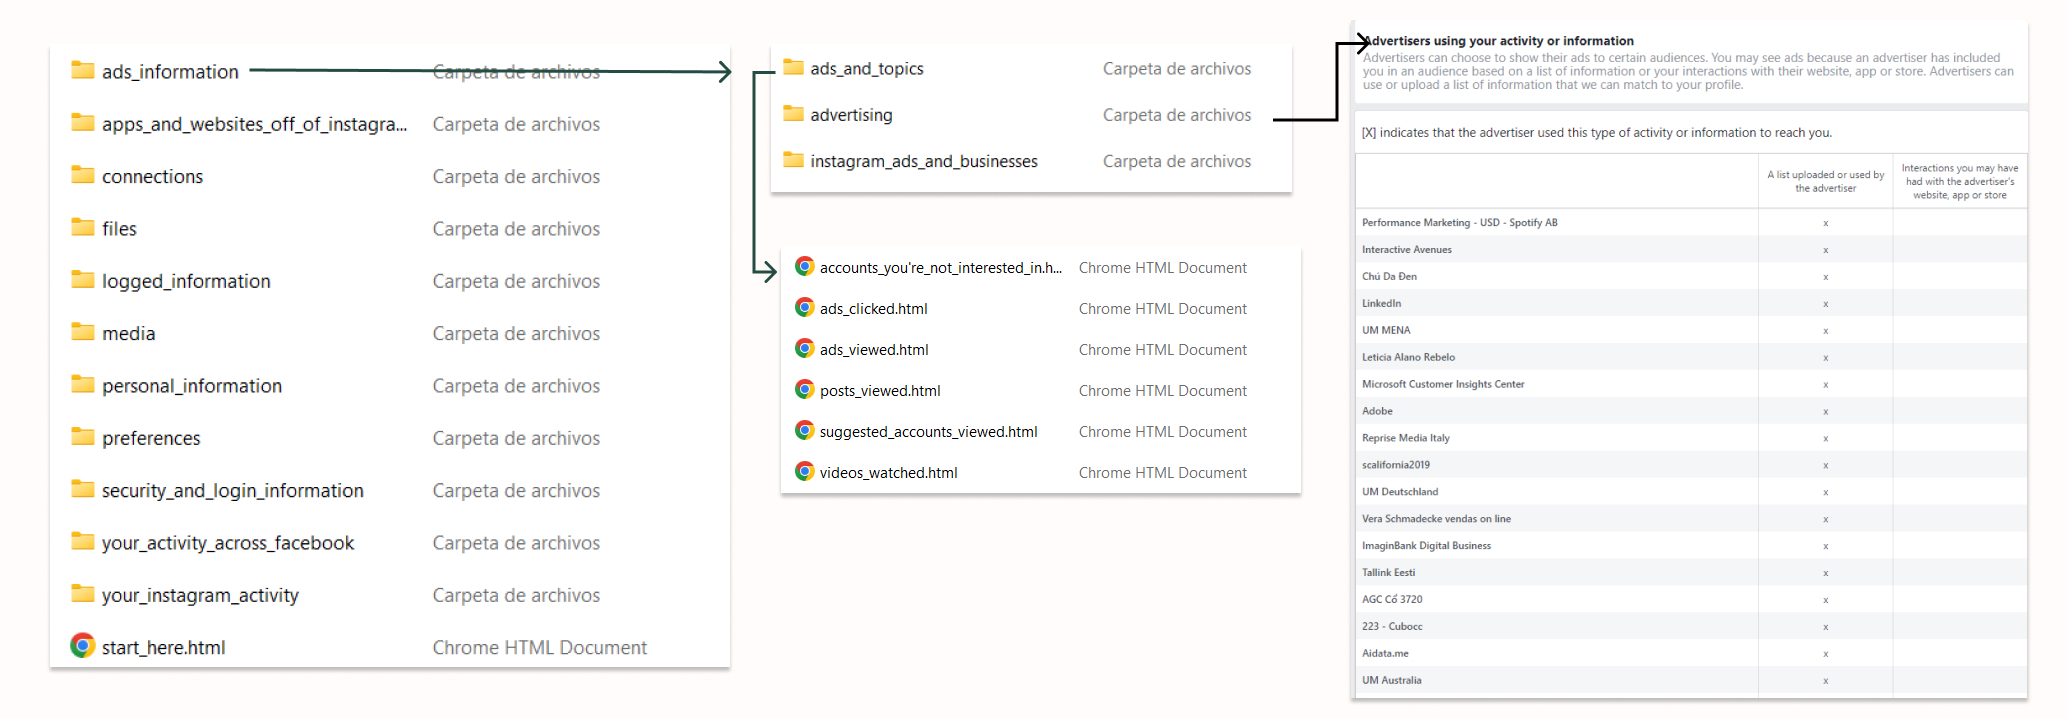 ads_information Carpeta de archivos
apps_and_websites_off_of_instagra... Carpeta de archivos
connections Carpeta de archivos
files Carpeta de archivos
logged_information Carpeta de archivos
media Carpeta de archivos
personal_information Carpeta de archivos
preferences Carpeta de archivos
security_and_login_information Carpeta de archivos
your_activity_across_facebook Carpeta de archivos
your_instagram_activity Carpeta de archivos
start_here.html Chrome HTML Document
ads_and_topics Carpeta de archivos
advertising Carpeta de archivos
instagram_ads_and_businesses Carpeta de archivos
accounts_you're_not_interested_in.h... Chrome HTML Document
ads_clicked.html Chrome HTML Document
ads_viewed.html Chrome HTML Document
posts_viewed.html Chrome HTML Document
suggested_accounts_viewed.html Chrome HTML Document
videos_watched.html Chrome HTML Document
Advertisers using your activity or information
Advertisers can choose to show their ads to certain audiences. You may see ads because an advertiser has included
you in an audience based on a list of information or your interactions with their website, app or store. Advertisers can
use or upload a list of information that we can match to your profile.
[X] indicates that the advertiser used this type of activity or information to reach you.
A list uploaded or used by
the advertiser
Interactions you may have
had with the advertiser's
website, app or store
Performance Marketing - USD - Spotify AB x
Interactive Avenues x
Chú Da Đen x
LinkedIn x
UM MENA x
Leticia Alano Rebelo x
Microsoft Customer Insights Center x
Adobe x
Reprise Media Italy x
scalifornia2019 x
UM Deutschland x
Vera Schmadecke vendas on line x
ImaginBank Digital Business x
Tallink Eesti x
AGC Cổ 3720 x
223 - Cubocc x
Aidata.me x
UM Australia x